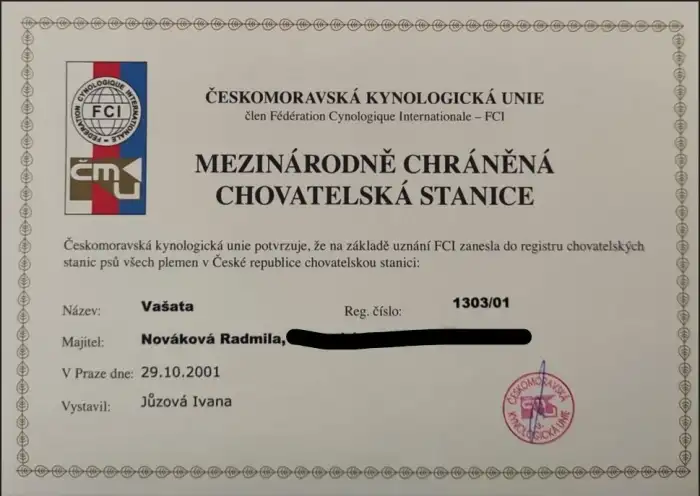 ČESKOMORAVSKÁ KYNOLOGICKÁ UNIE
člen Fédération Cynologique Internationale – FCI
FÉDÉRATION CYNOLOGIQUE INTERNATIONALE
FCI
ČMKU
MEZINÁRODNĚ CHRÁNĚNÁ
CHOVATELSKÁ STANICE
Českomoravská kynologická unie potvrzuje, že na základě uznání FCI zanesla do registru chovatelských
stanic psů všech plemen v České republice chovatelskou stanici:
Název: Vašata Reg. číslo: 1303/01
Majitel: Nováková Radmila,
V Praze dne: 29.10.2001
Vystavil: Jůzová Ivana
ČESKOMORAVSKÁ
KYNOLOGICKÁ UNIE